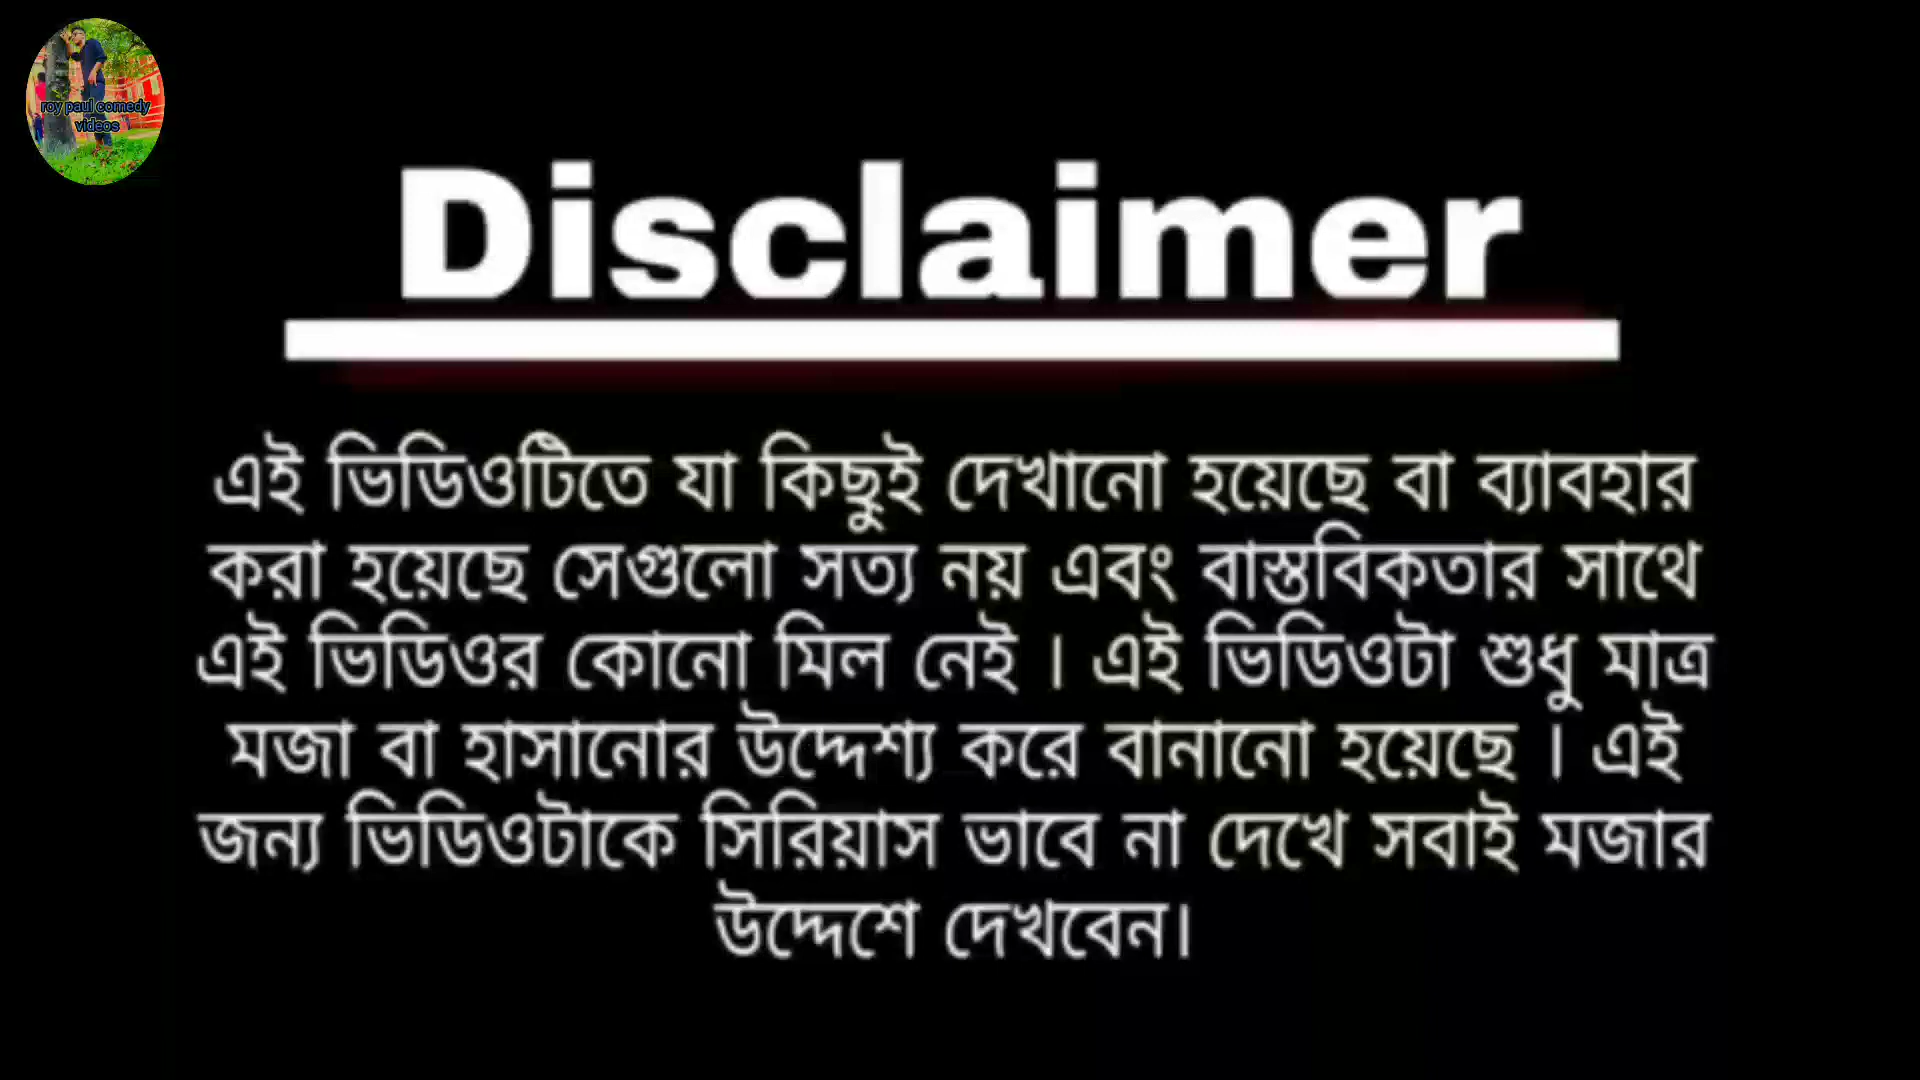 roy paul comedy
videos
Disclaimer
এই ভিডিওটিতে যা কিছুই দেখানো হয়েছে বা ব্যাবহার
করা হয়েছে সেগুলো সত্য নয় এবং বাস্তবিকতার সাথে
এই ভিডিওর কোনো মিল নেই । এই ভিডিওটা শুধু মাত্র
মজা বা হাসানোর উদ্দেশ্য করে বানানো হয়েছে । এই
জন্য ভিডিওটাকে সিরিয়াস ভাবে না দেখে সবাই মজার
উদ্দেশে দেখবেন।